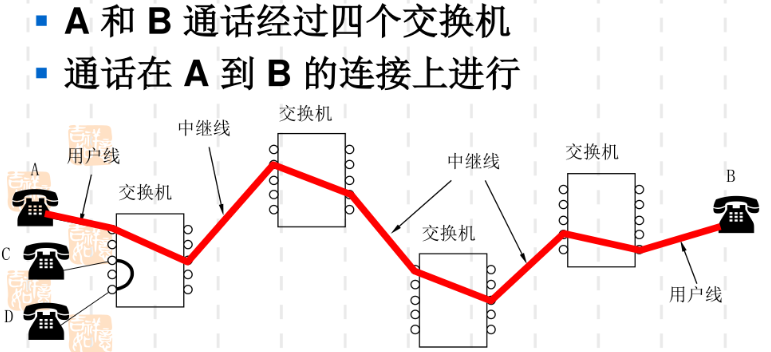 A 和 B 通话经过四个交换机
通话在 A 到 B 的连接上进行
交换机
中继线
用户线
A
交换机
中继线
交换机
B
交换机
C
D
用户线